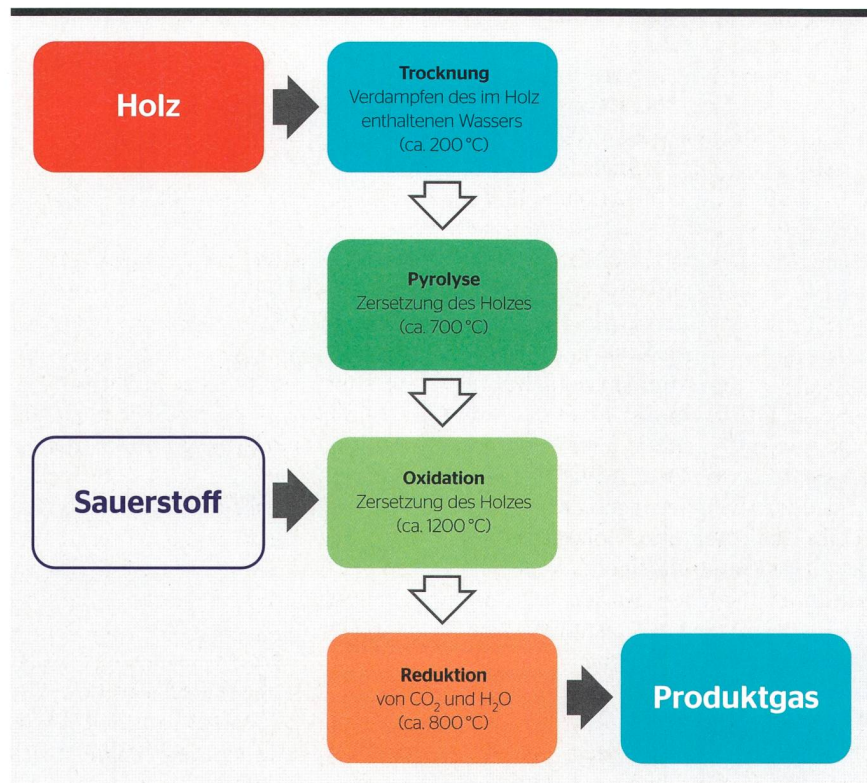 Holz
Trocknung
Verdampfen des im Holz
enthaltenen Wassers
(ca. 200 °C)
Pyrolyse
Zersetzung des Holzes
(ca. 700 °C)
Sauerstoff
Oxidation
Zersetzung des Holzes
(ca. 1200 °C)
Reduktion
von CO₂ und H₂O
(ca. 800 °C)
Produktgas